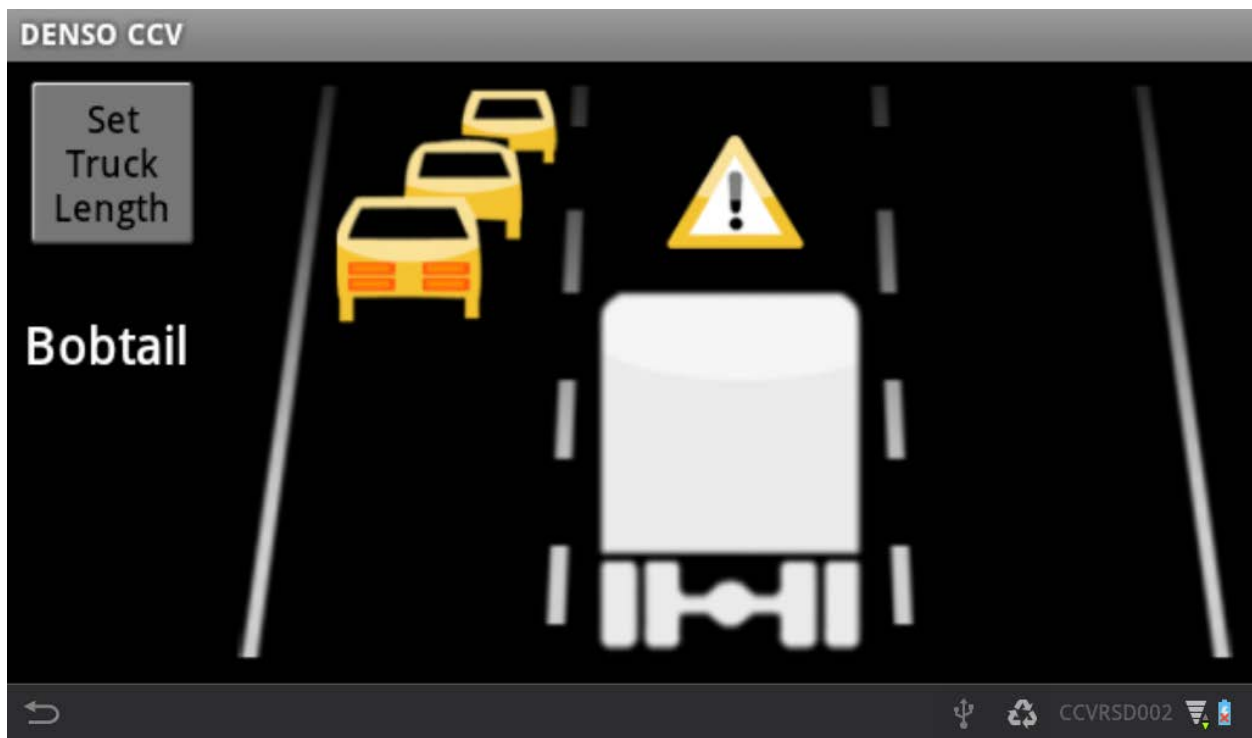 DENSO CCV
Set
Truck
Length
Bobtail
CCVRSD002